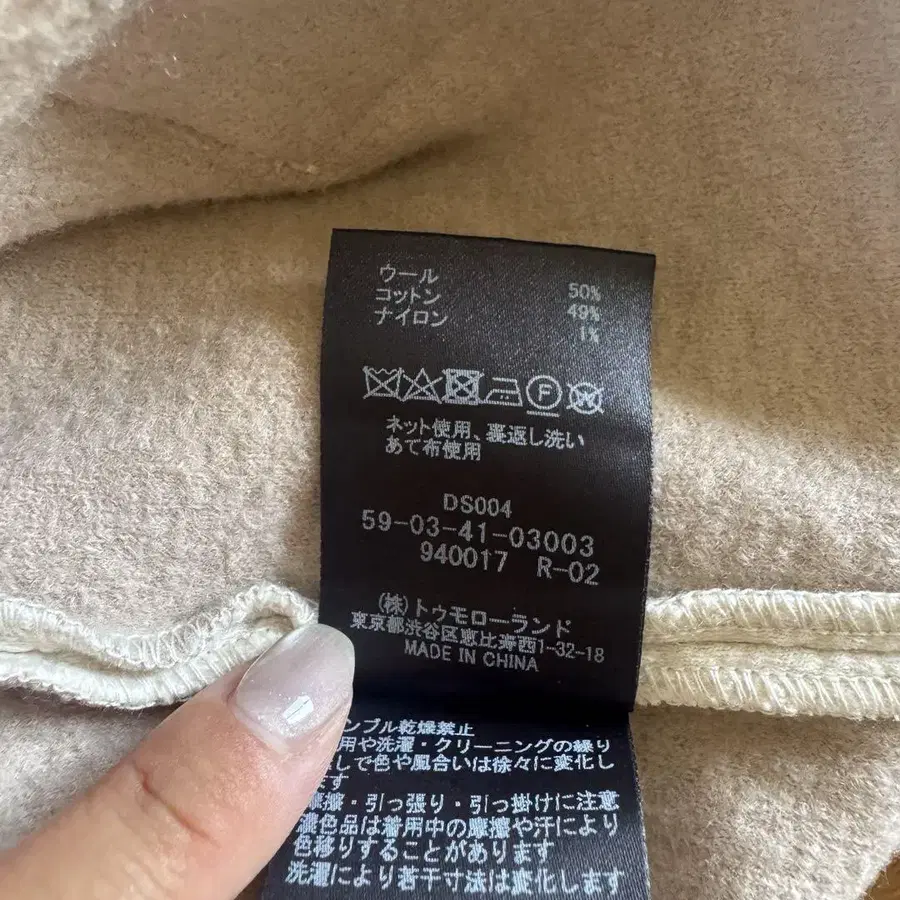 ウール 50%
コットン 49%
ナイロン 1%
F W
ネット使用、裏返し洗い
あて布使用
DS004
59-03-41-03003
940017 R-02
(株)トゥモローランド
東京都渋谷区恵比寿西1-32-18
MADE IN CHINA
ンブル乾燥禁止
用や洗濯・クリーニングの繰り
しで色や風合いは徐々に変化し
す
摩擦・引っ張り・引っ掛けに注意
濃色品は着用中の摩擦や汗により
色移りすることがあります
洗濯により若干寸法は変化します